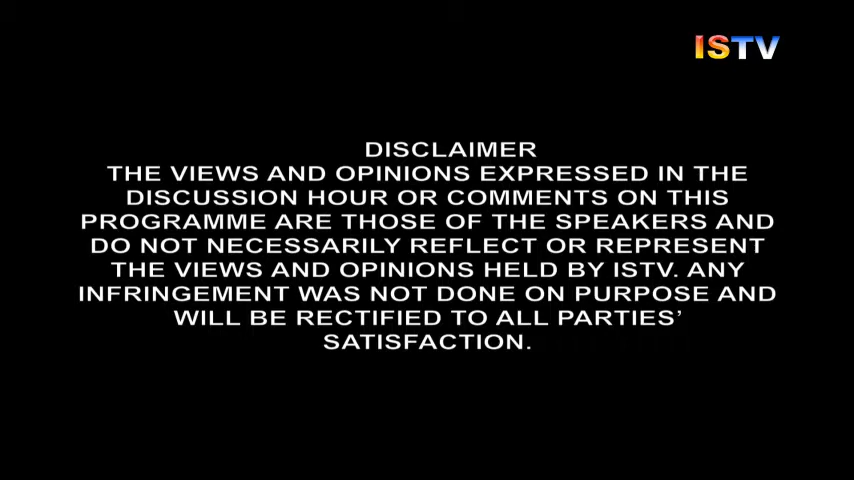 ISTV
DISCLAIMER
THE VIEWS AND OPINIONS EXPRESSED IN THE
DISCUSSION HOUR OR COMMENTS ON THIS
PROGRAMME ARE THOSE OF THE SPEAKERS AND
DO NOT NECESSARILY REFLECT OR REPRESENT
THE VIEWS AND OPINIONS HELD BY ISTV. ANY
INFRINGEMENT WAS NOT DONE ON PURPOSE AND
WILL BE RECTIFIED TO ALL PARTIES’
SATISFACTION.